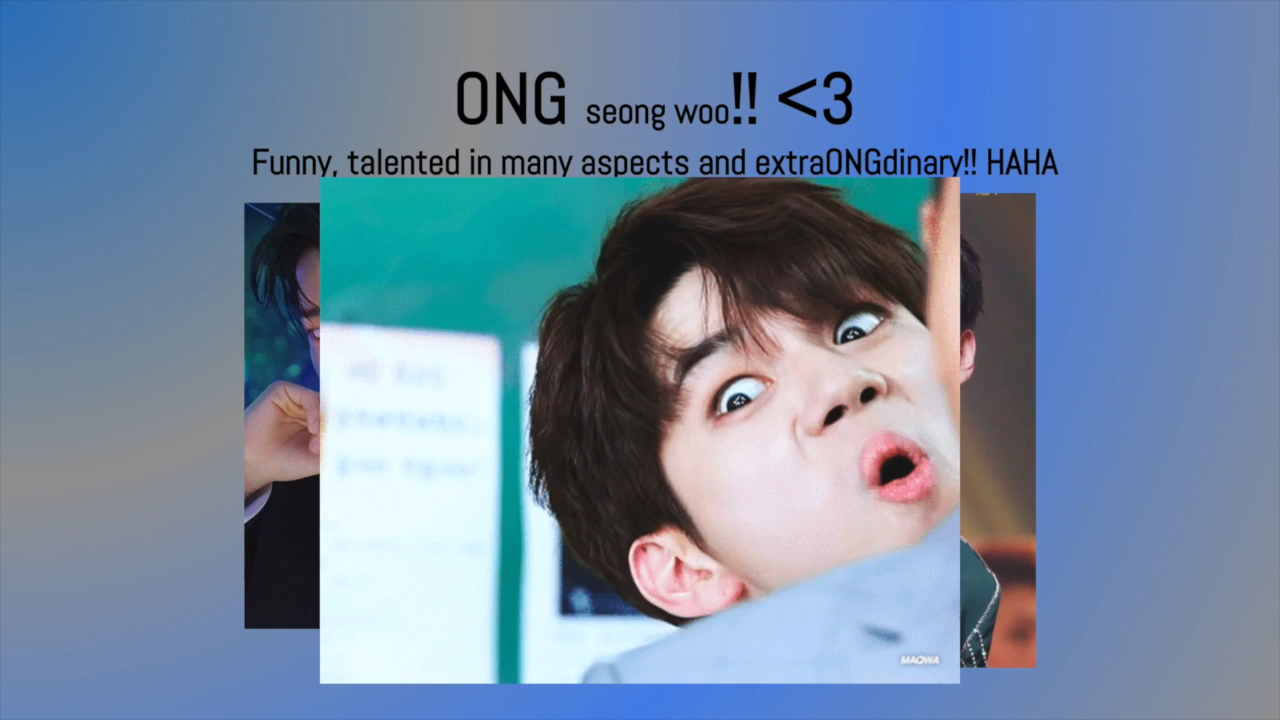 ONG seong woo!! <3
Funny, talented in many aspects and extraONGdinary!! HAHA
MAQWA